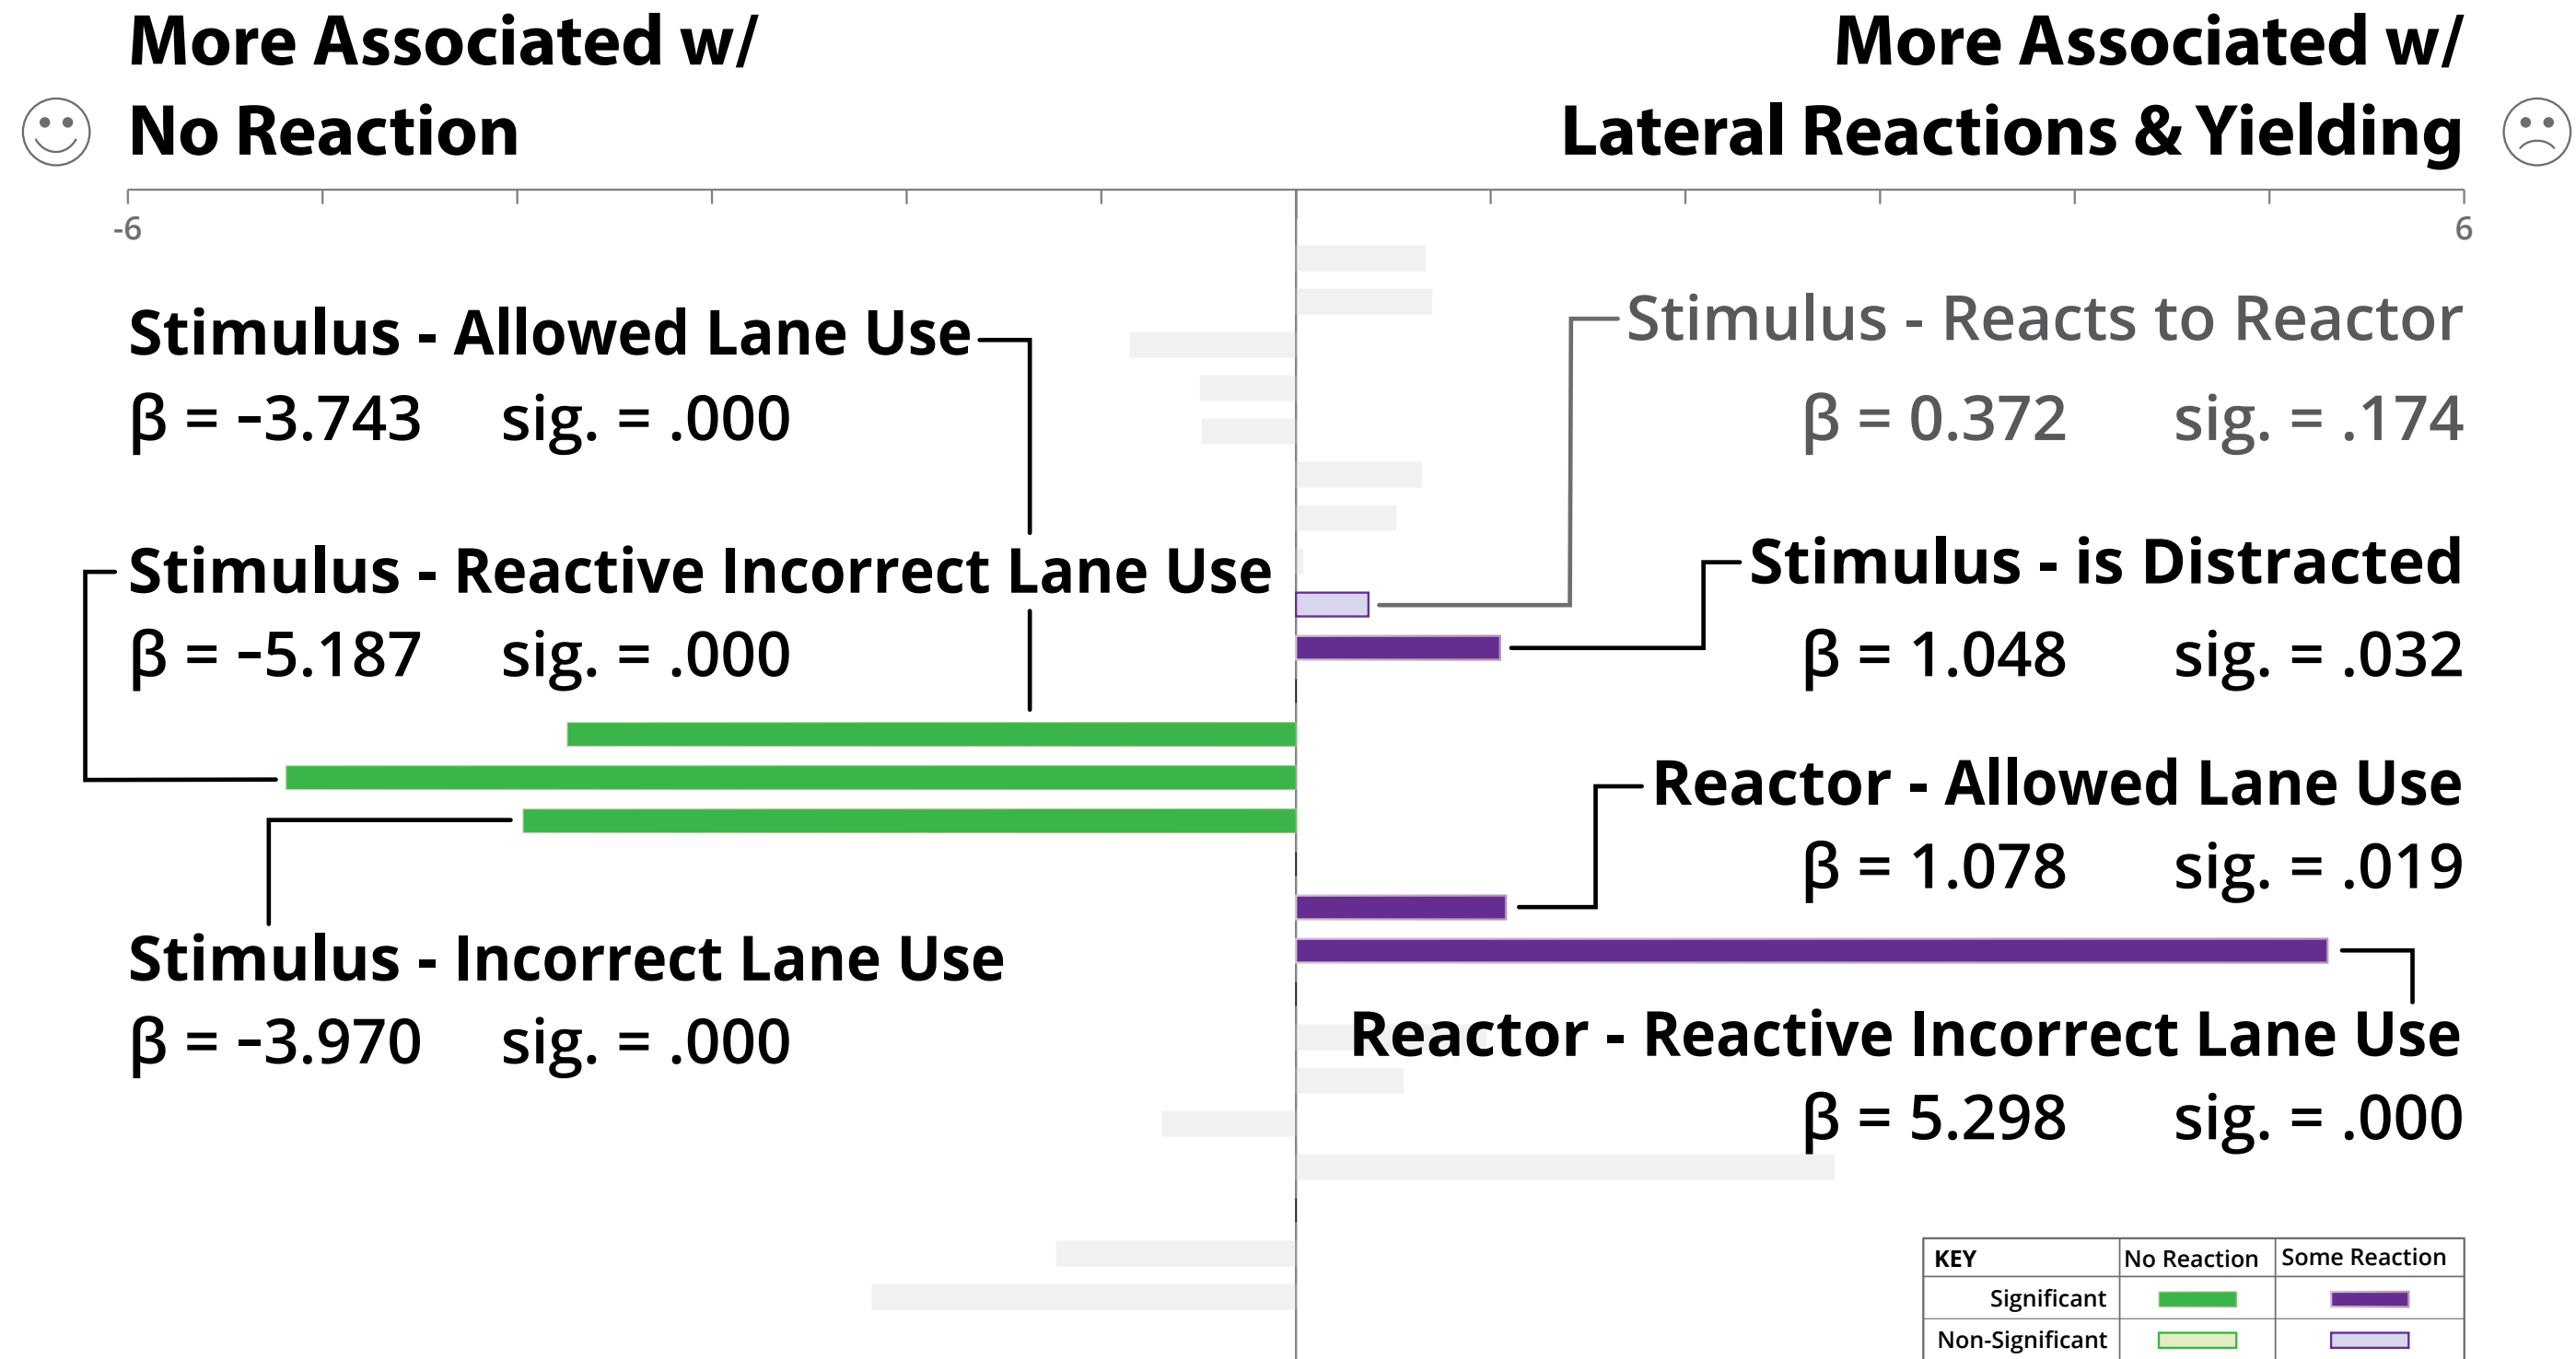 More Associated w/
No Reaction
More Associated w/
Lateral Reactions & Yielding
-6
6
Stimulus - Allowed Lane Use
β = -3.743 sig. = .000
Stimulus - Reactive Incorrect Lane Use
β = -5.187 sig. = .000
Stimulus - Incorrect Lane Use
β = -3.970 sig. = .000
Stimulus - Reacts to Reactor
β = 0.372 sig. = .174
Stimulus - is Distracted
β = 1.048 sig. = .032
Reactor - Allowed Lane Use
β = 1.078 sig. = .019
Reactor - Reactive Incorrect Lane Use
β = 5.298 sig. = .000
KEY No Reaction Some Reaction
Significant
Non-Significant